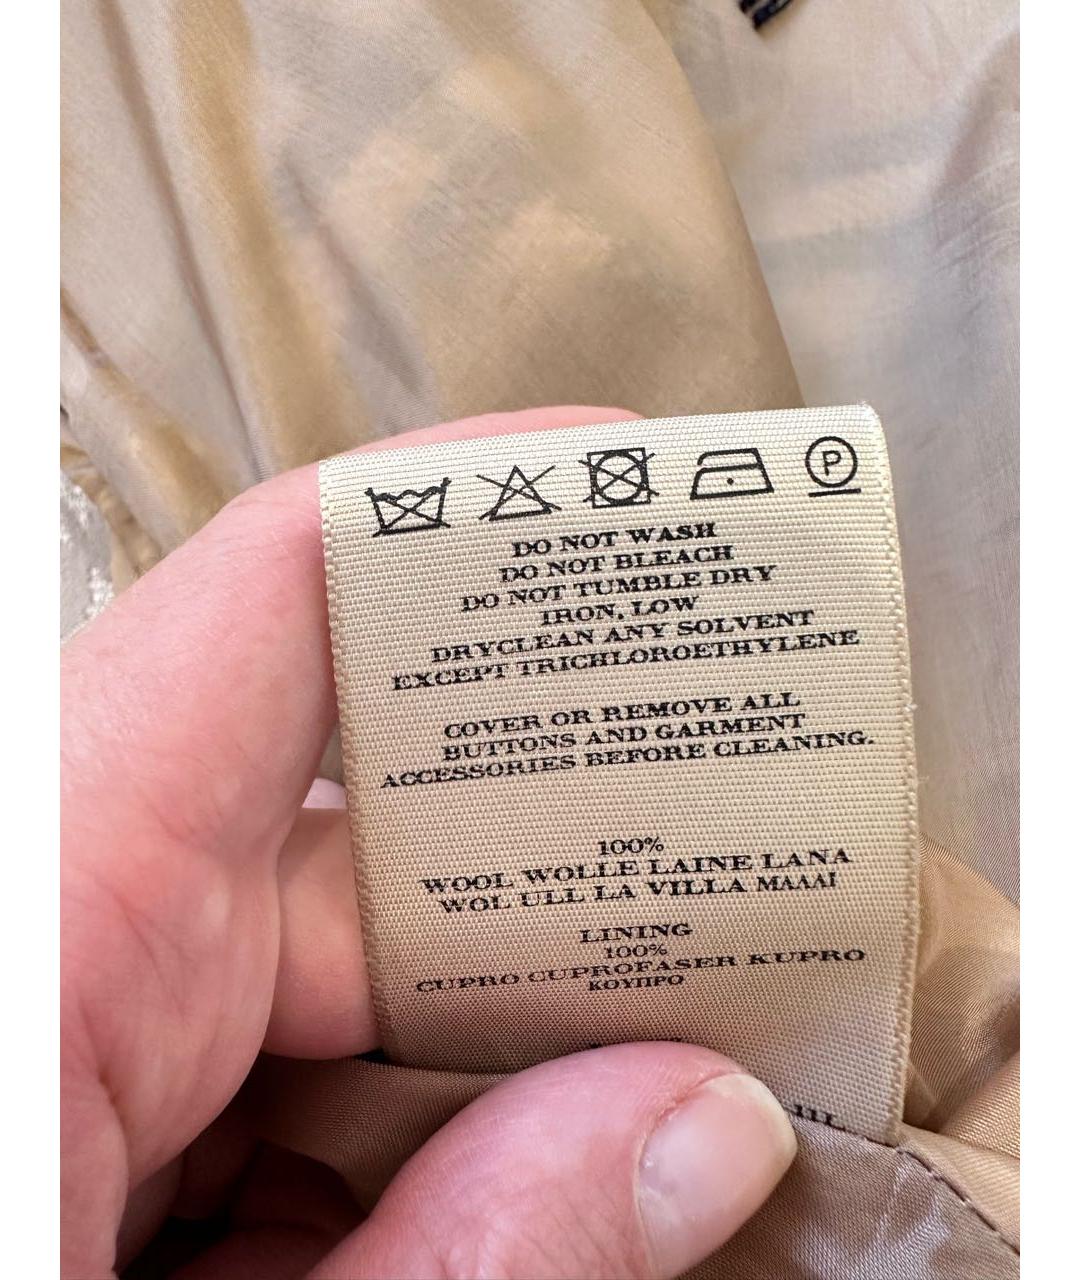 P
DO NOT WASH
DO NOT BLEACH
DO NOT TUMBLE DRY
IRON, LOW
DRYCLEAN ANY SOLVENT
EXCEPT TRICHLOROETHYLENE
COVER OR REMOVE ALL
BUTTONS AND GARMENT
ACCESSORIES BEFORE CLEANING.
100%
WOOL WOLLE LAINE LANA
WOL ULL LA VILLA ΜΑΛΛΙ
LINING
100%
CUPRO CUPROFASER KUPRO
ΚΟΥΠΡΟ